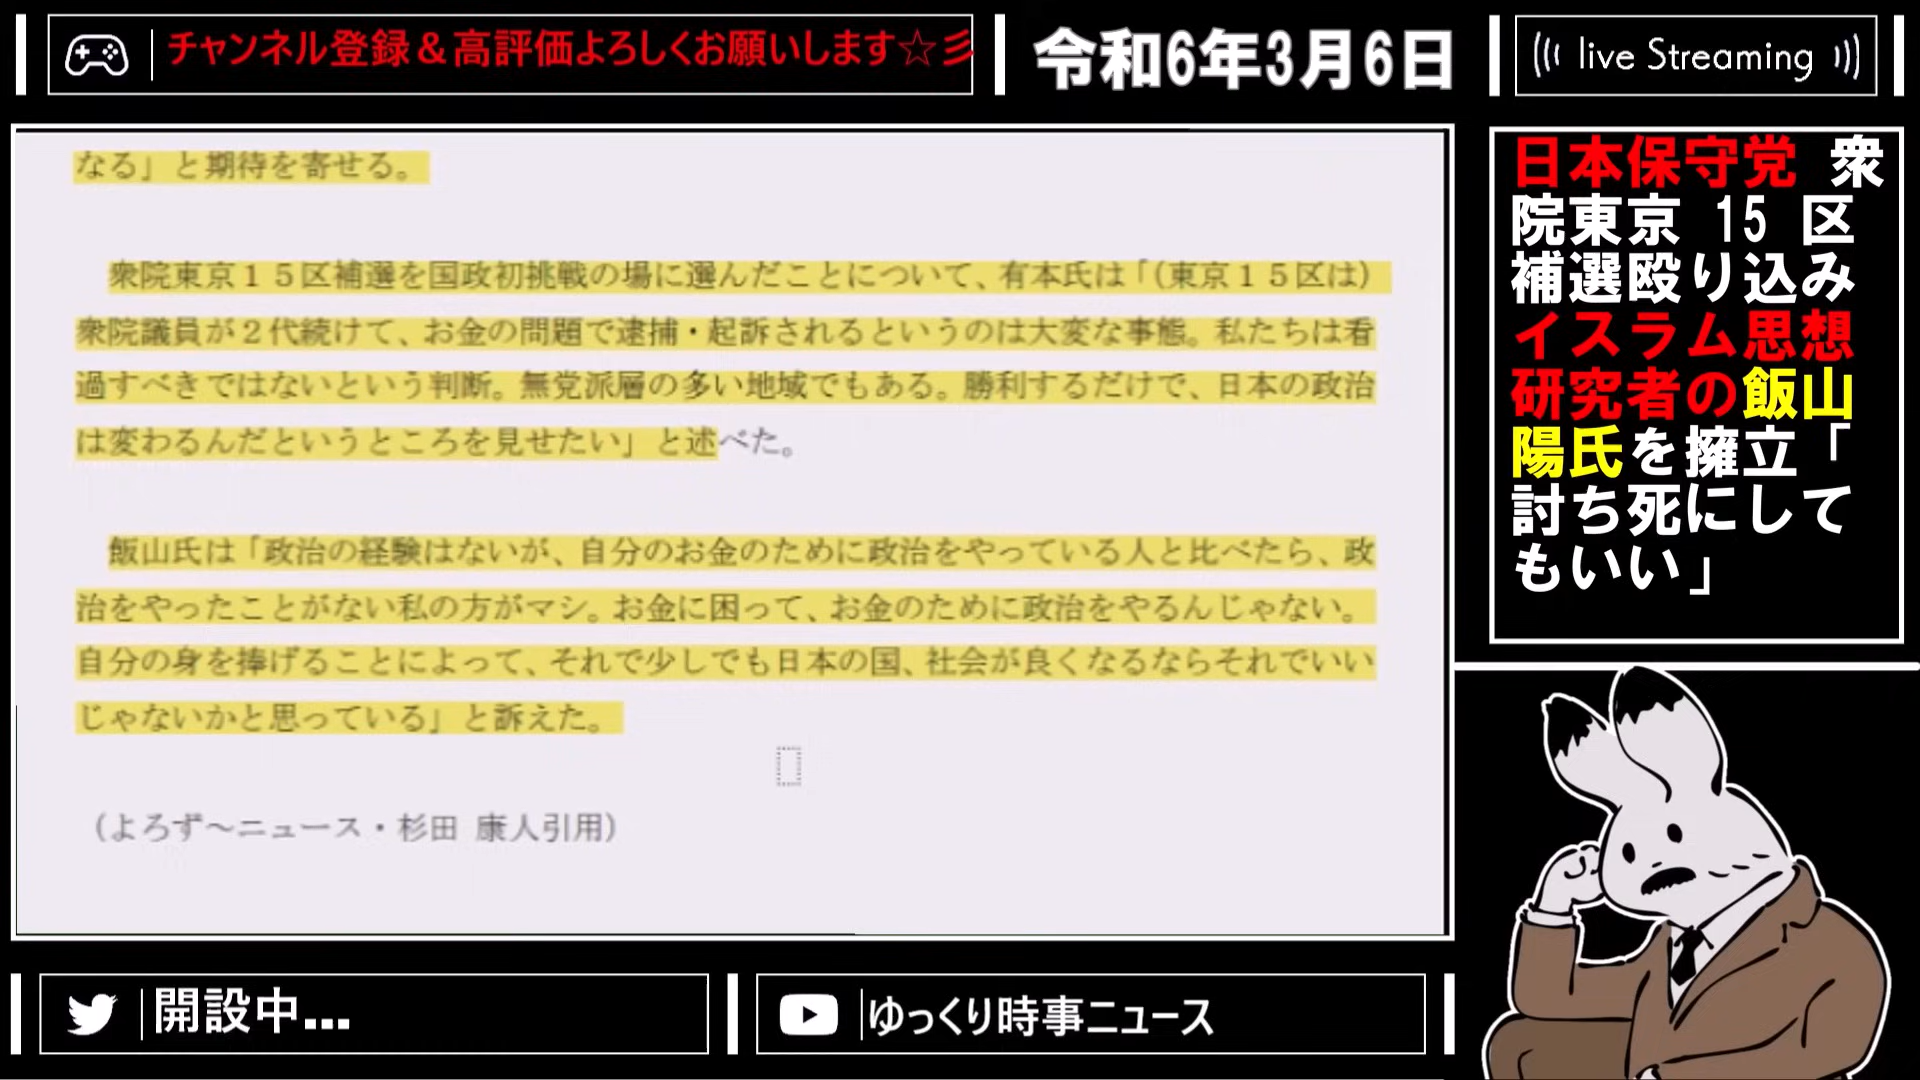 チャンネル登録＆高評価よろしくお願いします☆彡
令和6年3月6日
live Streaming
なる」と期待を寄せる。
衆院東京１５区補選を国政初挑戦の場に選んだことについて、有本氏は「（東京１５区は）
衆院議員が２代続けて、お金の問題で逮捕・起訴されるというのは大変な事態。私たちは看
過すべきではないという判断。無党派層の多い地域でもある。勝利するだけで、日本の政治
は変わるんだというところを見せたい」と述べた。
飯山氏は「政治の経験はないが、自分のお金のために政治をやっている人と比べたら、政
治をやったことがない私の方がマシ。お金に困って、お金のために政治をやるんじゃない。
自分の身を捧げることによって、それで少しでも日本の国、社会が良くなるならそれでいい
じゃないかと思っている」と訴えた。
（よろず～ニュース・杉田 康人引用）
日本保守党 衆
院東京 15 区
補選殴り込み
イスラム思想
研究者の飯山
陽氏を擁立「
討ち死にして
もいい」
開設中...
ゆっくり時事ニュース